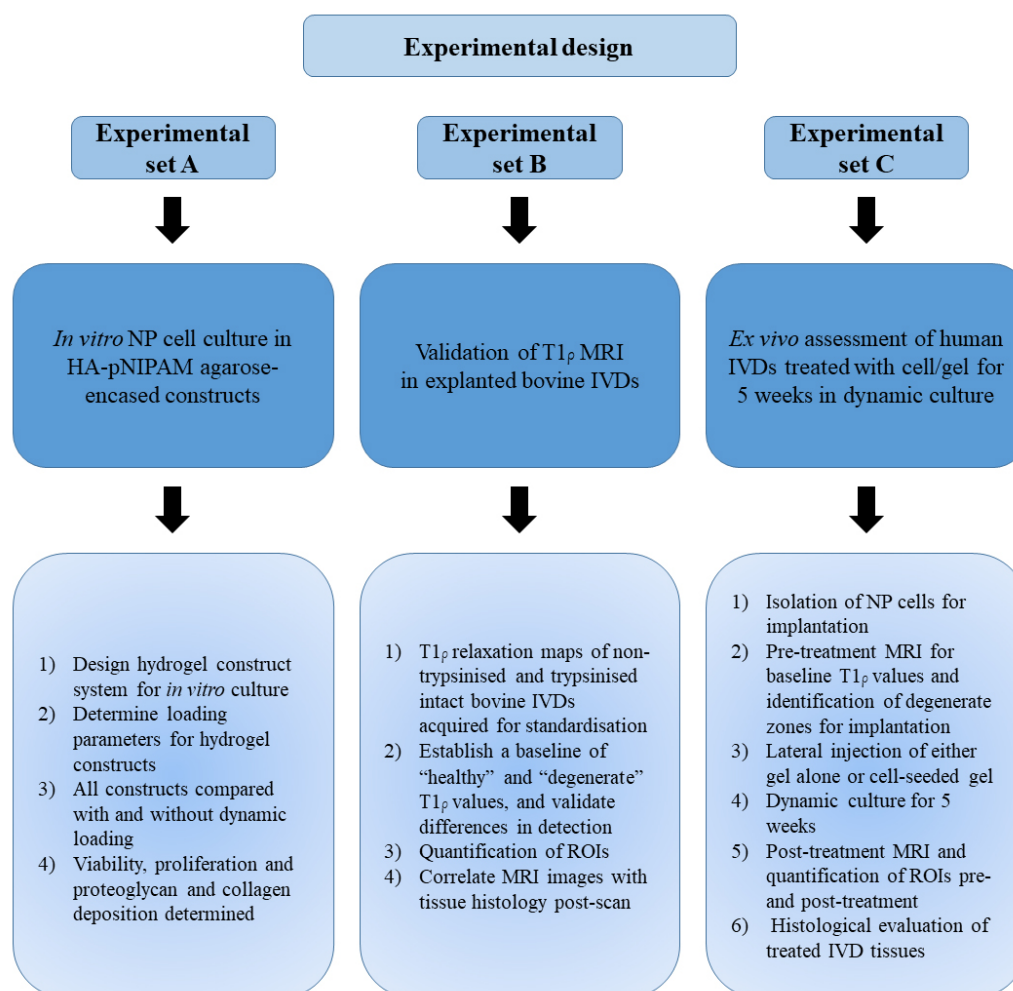 Experimental design
Experimental
set A
Experimental
set B
Experimental
set C
In vitro NP cell culture in
HA-pNIPAM agarose-
encased constructs
Validation of T1ρ MRI
in explanted bovine IVDs
Ex vivo assessment of human
IVDs treated with cell/gel for
5 weeks in dynamic culture
1) Design hydrogel construct
system for in vitro culture
2) Determine loading
parameters for hydrogel
constructs
3) All constructs compared
with and without dynamic
loading
4) Viability, proliferation and
proteoglycan and collagen
deposition determined
1) T1ρ relaxation maps of non-
trypsinised and trypsinised
intact bovine IVDs
acquired for standardisation
2) Establish a baseline of
“healthy” and “degenerate”
T1ρ values, and validate
differences in detection
3) Quantification of ROIs
4) Correlate MRI images with
tissue histology post-scan
1) Isolation of NP cells for
implantation
2) Pre-treatment MRI for
baseline T1ρ values and
identification of degenerate
zones for implantation
3) Lateral injection of either
gel alone or cell-seeded gel
4) Dynamic culture for 5
weeks
5) Post-treatment MRI and
quantification of ROIs pre-
and post-treatment
6) Histological evaluation of
treated IVD tissues